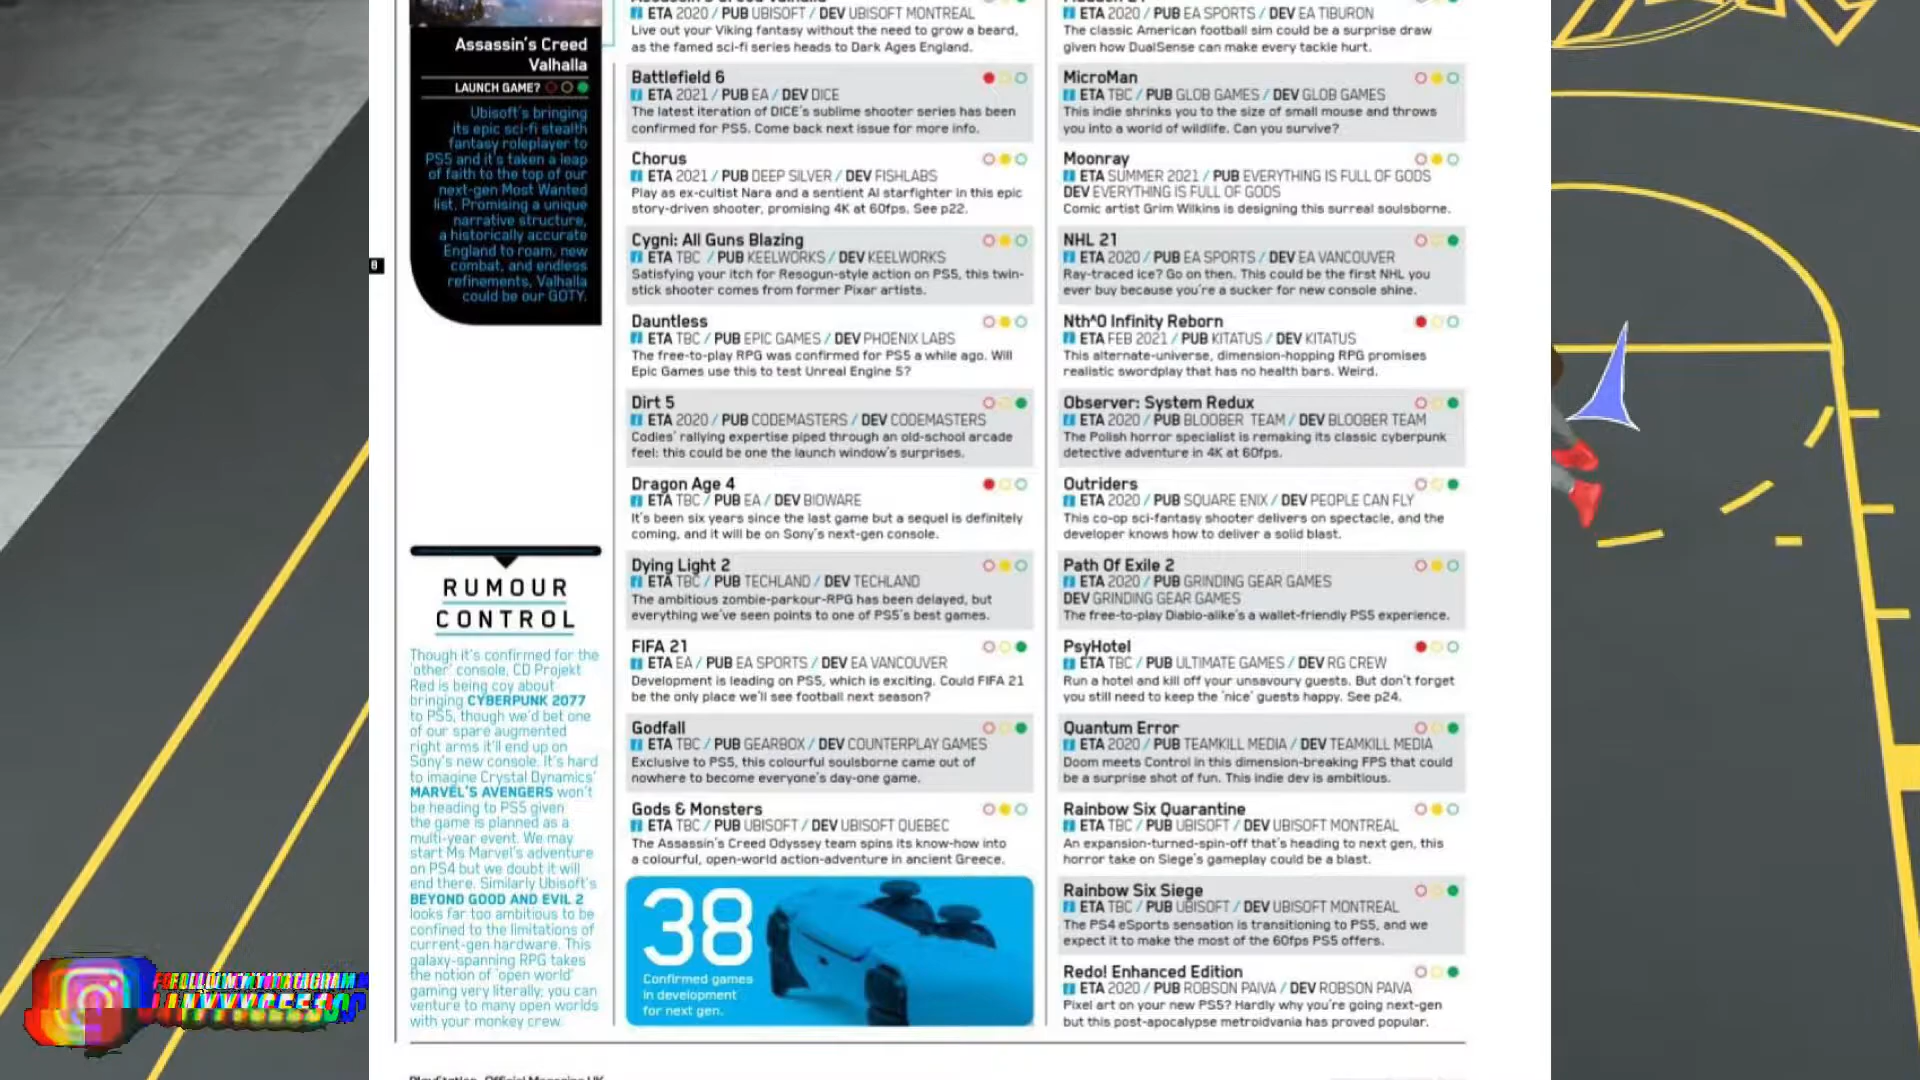 Assassin's Creed
Valhalla
LAUNCH GAME?
Ubisoft's bringing
its epic sci-fi stealth
fantasy roleplayer to
PS5 and it's taken a leap
of faith to the top of our
next-gen Most Wanted
list. Promising a unique
narrative structure,
a historically accurate
England to roam, new
combat, and endless
refinements, Valhalla
could be our GOTY.
8
RUMOUR
CONTROL
Though it's confirmed for the
'other' console, CD Projekt
Red is being coy about
bringing CYBERPUNK 2077
to PS5, though we'd bet one
of our spare augmented
right arms it'll end up on
Sony's new console. It's hard
to imagine Crystal Dynamics'
MARVEL'S AVENGERS won't
be heading to PS5 given
the game is planned as a
multi-year event. We may
start Ms Marvel's adventure
on PS4 but we doubt it will
end there. Similarly Ubisoft's
BEYOND GOOD AND EVIL 2
looks far too ambitious to be
confined to the limitations of
current-gen hardware. This
galaxy-spanning RPG takes
the notion of 'open world'
gaming very literally; you can
venture to many open worlds
with your monkey crew.
ETA 2020 / PUB UBISOFT / DEV UBISOFT MONTREAL
Live out your Viking fantasy without the need to grow a beard,
as the famed sci-fi series heads to Dark Ages England.
Battlefield 6
ETA 2021 / PUB EA / DEV DICE
The latest iteration of DICE's sublime shooter series has been
confirmed for PS5. Come back next issue for more info.
Chorus
ETA 2021 / PUB DEEP SILVER / DEV FISHLABS
Play as ex-cultist Nara and a sentient AI starfighter in this epic
story-driven shooter, promising 4K at 60fps. See p22.
Cygni: All Guns Blazing
ETA TBC / PUB KEELWORKS / DEV KEELWORKS
Satisfying your itch for Resogun-style action on PS5, this twin-
stick shooter comes from former Pixar artists.
Dauntless
ETA TBC / PUB EPIC GAMES / DEV PHOENIX LABS
The free-to-play RPG was confirmed for PS5 a while ago. Will
Epic Games use this to test Unreal Engine 5?
Dirt 5
ETA 2020 / PUB CODEMASTERS / DEV CODEMASTERS
Codies' rallying expertise piped through an old-school arcade
feel: this could be one the launch window's surprises.
Dragon Age 4
ETA TBC / PUB EA / DEV BIOWARE
It's been six years since the last game but a sequel is definitely
coming, and it will be on Sony's next-gen console.
Dying Light 2
ETA TBC / PUB TECHLAND / DEV TECHLAND
The ambitious zombie-parkour-RPG has been delayed, but
everything we've seen points to one of PS5's best games.
FIFA 21
ETA EA / PUB EA SPORTS / DEV EA VANCOUVER
Development is leading on PS5, which is exciting. Could FIFA 21
be the only place we'll see football next season?
Godfall
ETA TBC / PUB GEARBOX / DEV COUNTERPLAY GAMES
Exclusive to PS5, this colourful soulsborne came out of
nowhere to become everyone's day-one game.
Gods & Monsters
ETA TBC / PUB UBISOFT / DEV UBISOFT QUEBEC
The Assassin's Creed Odyssey team spins its know-how into
a colourful, open-world action-adventure in ancient Greece.
38
Confirmed games
in development
for next gen.
ETA 2020 / PUB EA SPORTS / DEV EA TIBURON
The classic American football sim could be a surprise draw
given how DualSense can make every tackle hurt.
MicroMan
ETA TBC / PUB GLOB GAMES / DEV GLOB GAMES
This indie shrinks you to the size of small mouse and throws
you into a world of wildlife. Can you survive?
Moonray
ETA SUMMER 2021 / PUB EVERYTHING IS FULL OF GODS
DEV EVERYTHING IS FULL OF GODS
Comic artist Grim Wilkins is designing this surreal soulsborne.
NHL 21
ETA 2020 / PUB EA SPORTS / DEV EA VANCOUVER
Ray-traced ice? Go on then. This could be the first NHL you
ever buy because you're a sucker for new console shine.
Nth^0 Infinity Reborn
ETA FEB 2021 / PUB KITATUS / DEV KITATUS
This alternate-universe, dimension-hopping RPG promises
realistic swordplay that has no health bars. Weird.
Observer: System Redux
ETA 2020 / PUB BLOOBER TEAM / DEV BLOOBER TEAM
The Polish horror specialist is remaking its classic cyberpunk
detective adventure in 4K at 60fps.
Outriders
ETA 2020 / PUB SQUARE ENIX / DEV PEOPLE CAN FLY
This co-op sci-fantasy shooter delivers on spectacle, and the
developer knows how to deliver a solid blast.
Path Of Exile 2
ETA 2020 / PUB GRINDING GEAR GAMES
DEV GRINDING GEAR GAMES
The free-to-play Diablo-alike's a wallet-friendly PS5 experience.
PsyHotel
ETA TBC / PUB ULTIMATE GAMES / DEV RG CREW
Run a hotel and kill off your unsavoury guests. But don't forget
you still need to keep the 'nice' guests happy. See p24.
Quantum Error
ETA 2020 / PUB TEAMKILL MEDIA / DEV TEAMKILL MEDIA
Doom meets Control in this dimension-breaking FPS that could
be a surprise shot of fun. This indie dev is ambitious.
Rainbow Six Quarantine
ETA TBC / PUB UBISOFT / DEV UBISOFT MONTREAL
An expansion-turned-spin-off that's heading to next gen, this
horror take on Siege's gameplay could be a blast.
Rainbow Six Siege
ETA TBC / PUB UBISOFT / DEV UBISOFT MONTREAL
The PS4 eSports sensation is transitioning to PS5, and we
expect it to make the most of the 60fps PS5 offers.
Redo! Enhanced Edition
ETA 2020 / PUB ROBSON PAIVA / DEV ROBSON PAIVA
Pixel art on your new PS5? Hardly why you're going next-gen
but this post-apocalypse metroidvania has proved popular.